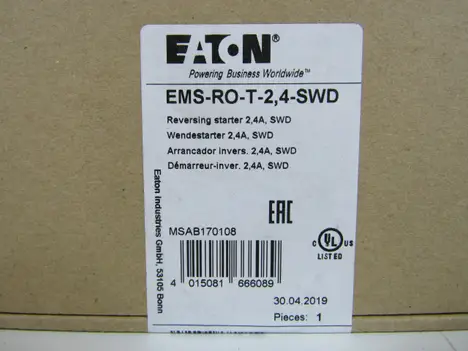 EATON
Powering Business Worldwide™
EMS-RO-T-2,4-SWD
Reversing starter 2,4A, SWD
Wendestarter 2,4A, SWD
Arrancador invers. 2,4A, SWD
Démarreur-inver. 2,4A, SWD
Eaton Industries GmbH, 53105 Bonn
EAC
MSAB170108
C UL US
LISTED
4 015081 666089
30.04.2019
Pieces: 1